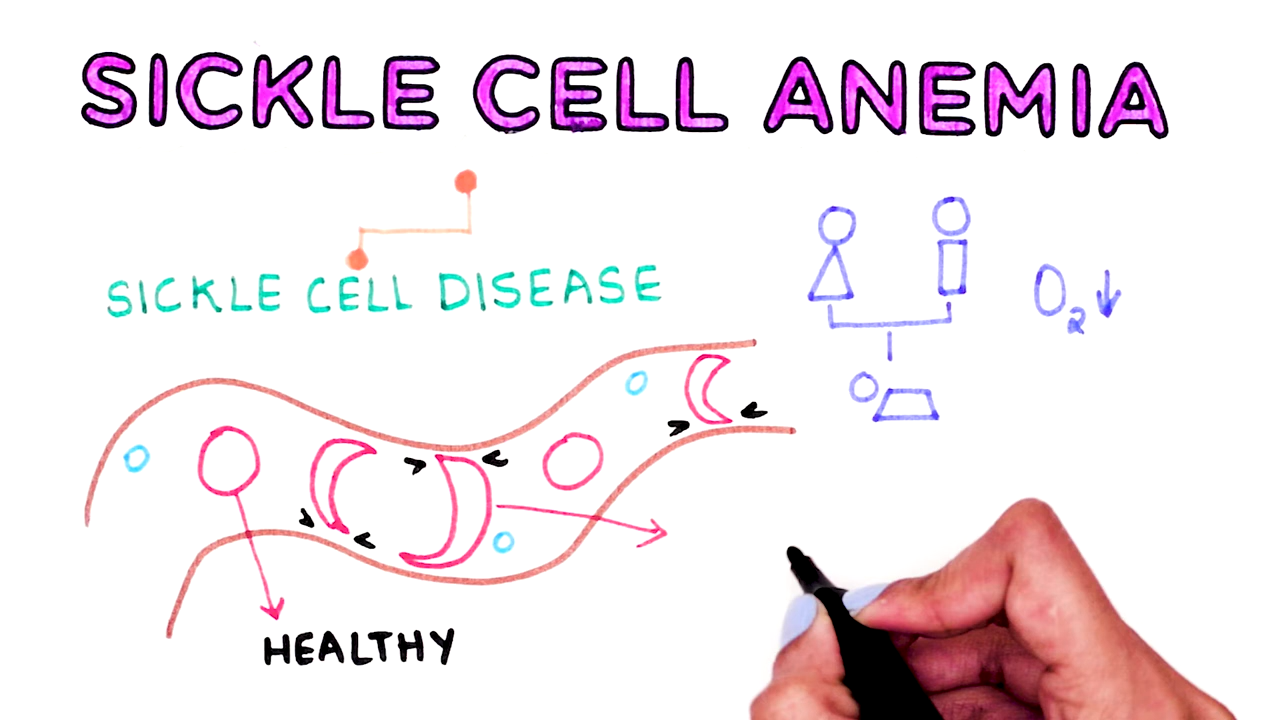 SICKLE CELL ANEMIA
SICKLE CELL DISEASE
O₂↓
HEALTHY